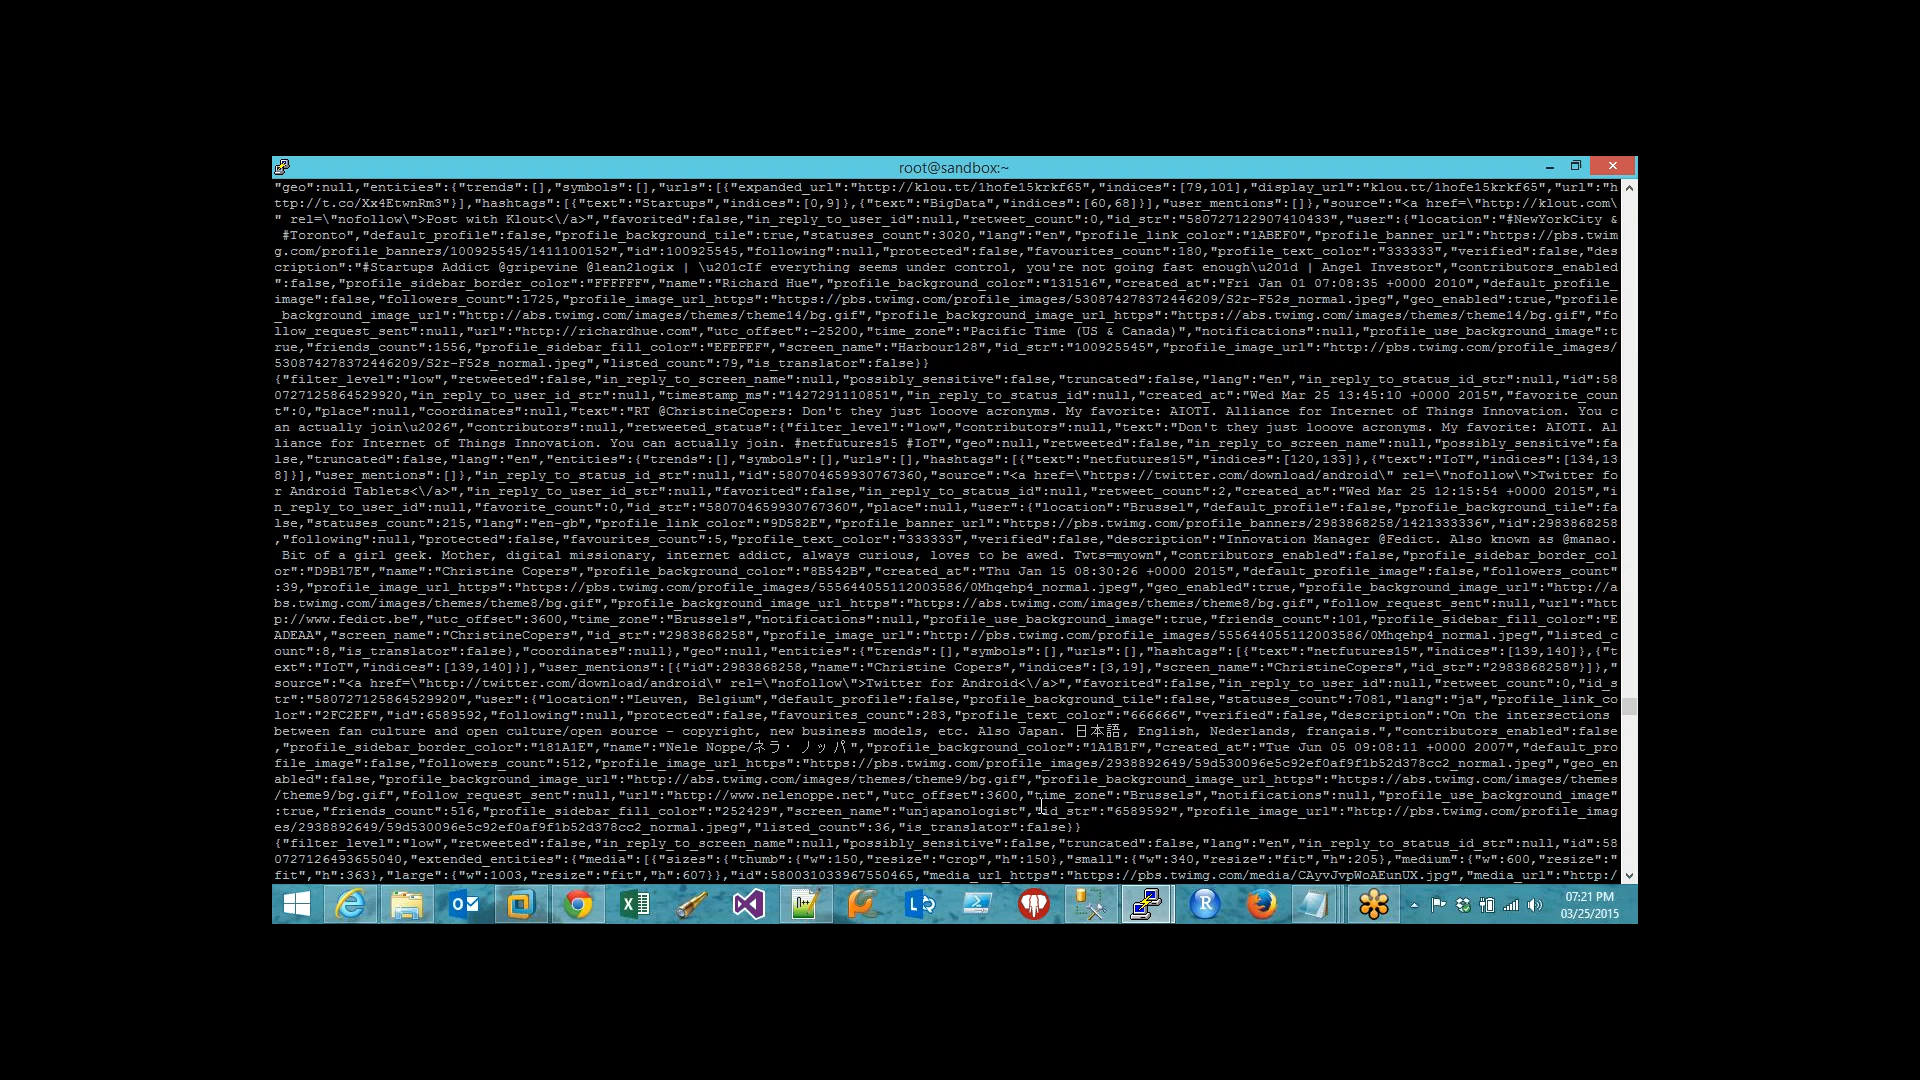 root@sandbox:~
"geo":null,"entities":{"trends":[],"symbols":[],"urls":[{"expanded_url":"http://klou.tt/1hofe15krkf65","indices":[79,101],"display_url":"klou.tt/1hofe15krkf65","url":"h
ttp://t.co/Xx4EtwnRm3"}],"hashtags":[{"text":"Startups","indices":[0,9]},{"text":"BigData","indices":[60,68]}],"user_mentions":[]},"source":"<a href=\"http://klout.com\
" rel=\"nofollow\">Post with Klout<\/a>","favorited":false,"in_reply_to_user_id":null,"retweet_count":0,"id_str":"580727122907410433","user":{"location":"#NewYorkCity &
#Toronto","default_profile":false,"profile_background_tile":true,"statuses_count":3020,"lang":"en","profile_link_color":"1ABEF0","profile_banner_url":"https://pbs.twim
g.com/profile_banners/100925545/1411100152","id":100925545,"following":null,"protected":false,"favourites_count":180,"profile_text_color":"333333","verified":false,"des
cription":"#Startups Addict @gripevine @lean2logix | \u201cIf everything seems under control, you're not going fast enough\u201d | Angel Investor","contributors_enabled
":false,"profile_sidebar_border_color":"FFFFFF","name":"Richard Hue","profile_background_color":"131516","created_at":"Fri Jan 01 07:08:35 +0000 2010","default_profile_
image":false,"followers_count":1725,"profile_image_url_https":"https://pbs.twimg.com/profile_images/530874278372446209/S2r-F52s_normal.jpeg","geo_enabled":true,"profile
_background_image_url":"http://abs.twimg.com/images/themes/theme14/bg.gif","profile_background_image_url_https":"https://abs.twimg.com/images/themes/theme14/bg.gif","fo
llow_request_sent":null,"url":"http://richardhue.com","utc_offset":-25200,"time_zone":"Pacific Time (US & Canada)","notifications":null,"profile_use_background_image":t
rue,"friends_count":1556,"profile_sidebar_fill_color":"EFEFEF","screen_name":"Harbour128","id_str":"100925545","profile_image_url":"http://pbs.twimg.com/profile_images/
530874278372446209/S2r-F52s_normal.jpeg","listed_count":79,"is_translator":false}}
{"filter_level":"low","retweeted":false,"in_reply_to_screen_name":null,"possibly_sensitive":false,"truncated":false,"lang":"en","in_reply_to_status_id_str":null,"id":58
0727125864529920,"in_reply_to_user_id_str":null,"timestamp_ms":"1427291110851","in_reply_to_status_id":null,"created_at":"Wed Mar 25 13:45:10 +0000 2015","favorite_coun
t":0,"place":null,"coordinates":null,"text":"RT @ChristineCopers: Don't they just looove acronyms. My favorite: AIOTI. Alliance for Internet of Things Innovation. You c
an actually join\u2026","contributors":null,"retweeted_status":{"filter_level":"low","contributors":null,"text":"Don't they just looove acronyms. My favorite: AIOTI. Al
liance for Internet of Things Innovation. You can actually join. #netfutures15 #IoT","geo":null,"retweeted":false,"in_reply_to_screen_name":null,"possibly_sensitive":fa
lse,"truncated":false,"lang":"en","entities":{"trends":[],"symbols":[],"urls":[],"hashtags":[{"text":"netfutures15","indices":[120,133]},{"text":"IoT","indices":[134,13
8]}],"user_mentions":[]},"in_reply_to_status_id_str":null,"id":580704659930767360,"source":"<a href=\"https://twitter.com/download/android\" rel=\"nofollow\">Twitter fo
r Android Tablets<\/a>","in_reply_to_user_id_str":null,"favorited":false,"in_reply_to_status_id":null,"retweet_count":2,"created_at":"Wed Mar 25 12:15:54 +0000 2015","i
n_reply_to_user_id":null,"favorite_count":0,"id_str":"580704659930767360","place":null,"user":{"location":"Brussel","default_profile":false,"profile_background_tile":fa
lse,"statuses_count":215,"lang":"en-gb","profile_link_color":"9D582E","profile_banner_url":"https://pbs.twimg.com/profile_banners/2983868258/1421333336","id":2983868258
,"following":null,"protected":false,"favourites_count":5,"profile_text_color":"333333","verified":false,"description":"Innovation Manager @Fedict. Also known as @manao.
Bit of a girl geek. Mother, digital missionary, internet addict, always curious, loves to be awed. Twts=myown","contributors_enabled":false,"profile_sidebar_border_col
or":"D9B17E","name":"Christine Copers","profile_background_color":"8B542B","created_at":"Thu Jan 15 08:30:26 +0000 2015","default_profile_image":false,"followers_count"
:39,"profile_image_url_https":"https://pbs.twimg.com/profile_images/555644055112003586/0Mhqehp4_normal.jpeg","geo_enabled":true,"profile_background_image_url":"http://a
bs.twimg.com/images/themes/theme8/bg.gif","profile_background_image_url_https":"https://abs.twimg.com/images/themes/theme8/bg.gif","follow_request_sent":null,"url":"htt
p://www.fedict.be","utc_offset":3600,"time_zone":"Brussels","notifications":null,"profile_use_background_image":true,"friends_count":101,"profile_sidebar_fill_color":"E
ADEAA","screen_name":"ChristineCopers","id_str":"2983868258","profile_image_url":"http://pbs.twimg.com/profile_images/555644055112003586/0Mhqehp4_normal.jpeg","listed_c
ount":8,"is_translator":false},"coordinates":null},"geo":null,"entities":{"trends":[],"symbols":[],"urls":[],"hashtags":[{"text":"netfutures15","indices":[139,140]},{"t
ext":"IoT","indices":[139,140]}],"user_mentions":[{"id":2983868258,"name":"Christine Copers","indices":[3,19],"screen_name":"ChristineCopers","id_str":"2983868258"}]},"
source":"<a href=\"http://twitter.com/download/android\" rel=\"nofollow\">Twitter for Android<\/a>","favorited":false,"in_reply_to_user_id":null,"retweet_count":0,"id_s
tr":"580727125864529920","user":{"location":"Leuven, Belgium","default_profile":false,"profile_background_tile":false,"statuses_count":7081,"lang":"ja","profile_link_co
lor":"2FC2EF","id":6589592,"following":null,"protected":false,"favourites_count":283,"profile_text_color":"666666","verified":false,"description":"On the intersections
between fan culture and open culture/open source - copyright, new business models, etc. Also Japan. 日本語, English, Nederlands, français.","contributors_enabled":false
,"profile_sidebar_border_color":"181A1E","name":"Nele Noppe/ネラ・ノッパ","profile_background_color":"1A1B1F","created_at":"Tue Jun 05 09:08:11 +0000 2007","default_pro
file_image":false,"followers_count":512,"profile_image_url_https":"https://pbs.twimg.com/profile_images/2938892649/59d530096e5c92ef0af9f1b52d378cc2_normal.jpeg","geo_en
abled":false,"profile_background_image_url":"http://abs.twimg.com/images/themes/theme9/bg.gif","profile_background_image_url_https":"https://abs.twimg.com/images/themes
/theme9/bg.gif","follow_request_sent":null,"url":"http://www.nelenoppe.net","utc_offset":3600,"time_zone":"Brussels","notifications":null,"profile_use_background_image"
:true,"friends_count":516,"profile_sidebar_fill_color":"252429","screen_name":"unjapanologist","id_str":"6589592","profile_image_url":"http://pbs.twimg.com/profile_imag
es/2938892649/59d530096e5c92ef0af9f1b52d378cc2_normal.jpeg","listed_count":36,"is_translator":false}}
{"filter_level":"low","retweeted":false,"in_reply_to_screen_name":null,"possibly_sensitive":false,"truncated":false,"lang":"en","in_reply_to_status_id_str":null,"id":58
0727126493655040,"extended_entities":{"media":[{"sizes":{"thumb":{"w":150,"resize":"crop","h":150},"small":{"w":340,"resize":"fit","h":205},"medium":{"w":600,"resize":"
fit","h":363},"large":{"w":1003,"resize":"fit","h":607}},"id":580031033967550465,"media_url_https":"https://pbs.twimg.com/media/CAyvJvpWoAEunUX.jpg","media_url":"http:/
07:21 PM
03/25/2015